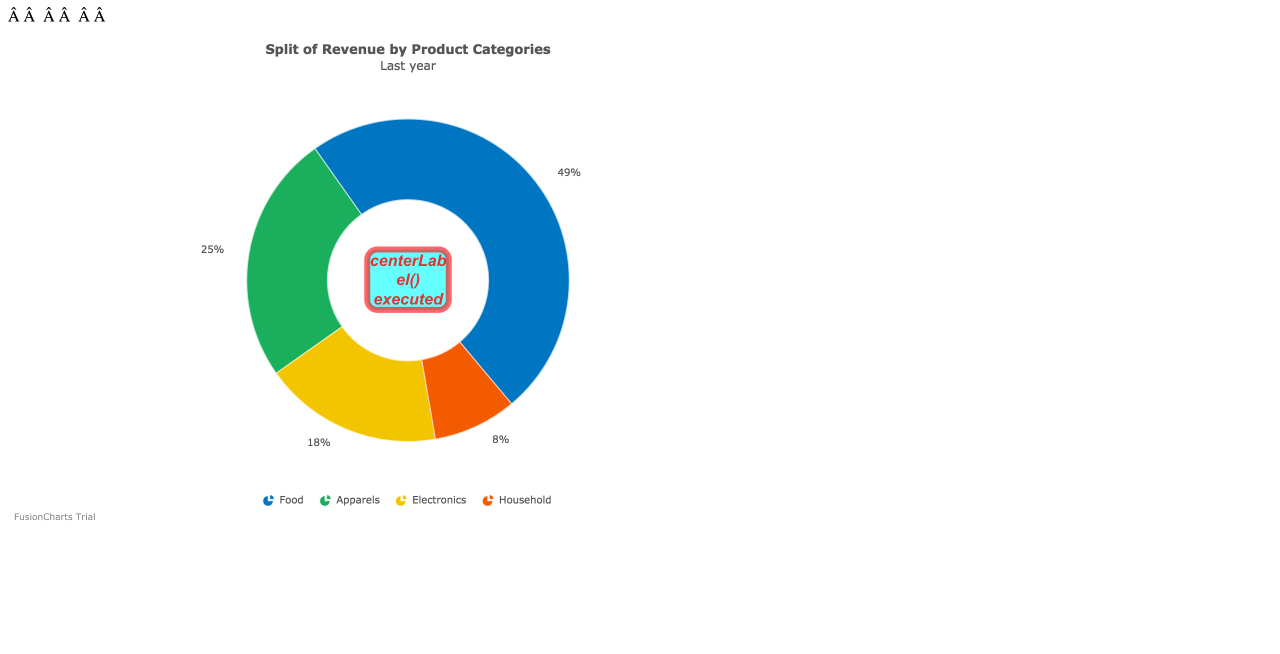 Â Â  Â Â  Â Â
Split of Revenue by Product Categories
Last year
49%
25%
centerLab
el()
executed
18%
8%
Food Apparels Electronics Household
FusionCharts Trial